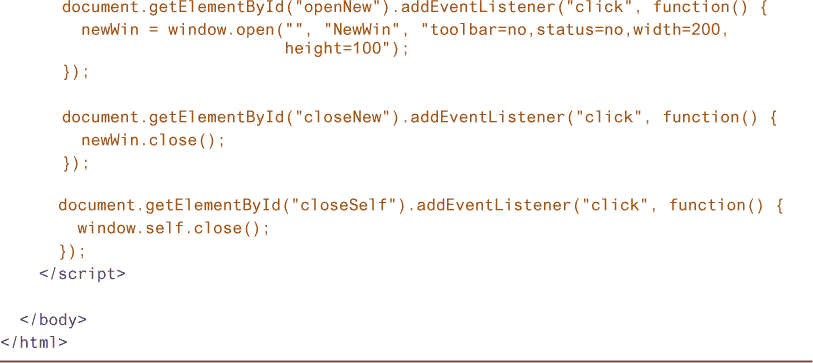 document.getElementById("openNew").addEventListener("click", function() {
newWin = window.open("", "NewWin", "toolbar=no,status=no,width=200,
height=100");
});
document.getElementById("closeNew").addEventListener("click", function() {
newWin.close();
});
document.getElementById("closeSelf").addEventListener("click", function() {
window.self.close();
});
</script>
</body>
</html>